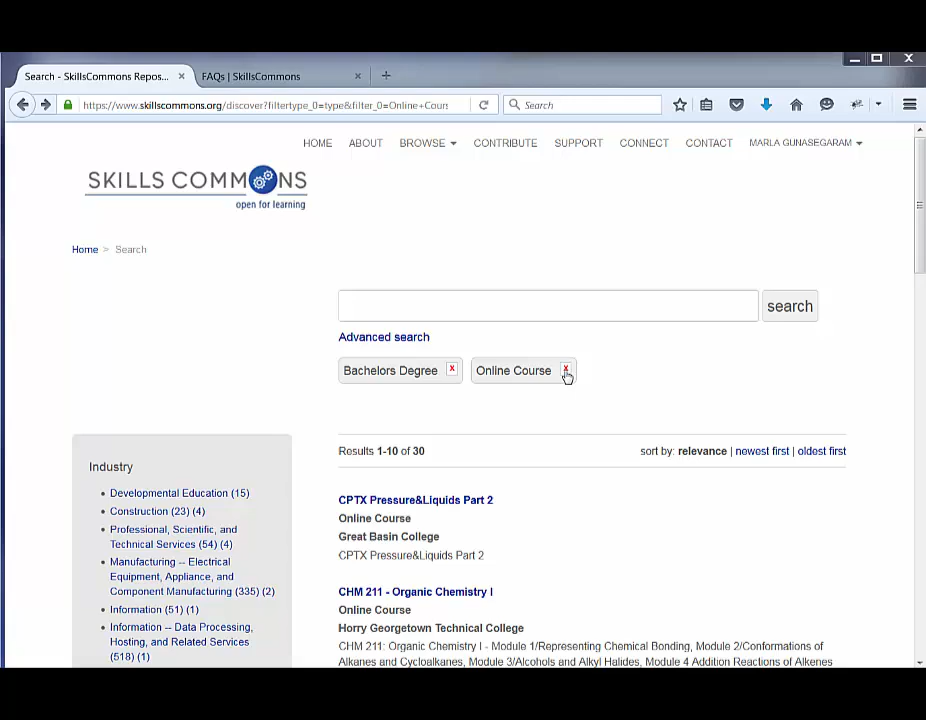 Search - SkillsCommons Repos...
FAQs | SkillsCommons
https://www.skillscommons.org/discover?filtertype_0=type&filter_0=Online+Cours
Search
HOME ABOUT BROWSE CONTRIBUTE SUPPORT CONNECT CONTACT MARLA GUNASEGARAM
SKILLS COMMONS
open for learning
Home > Search
search
Advanced search
Bachelors Degree x Online Course x
Results 1-10 of 30 sort by: relevance | newest first | oldest first
Industry
Developmental Education (15)
Construction (23) (4)
Professional, Scientific, and
Technical Services (54) (4)
Manufacturing -- Electrical
Equipment, Appliance, and
Component Manufacturing (335) (2)
Information (51) (1)
Information -- Data Processing,
Hosting, and Related Services
(518) (1)
CPTX Pressure&Liquids Part 2
Online Course
Great Basin College
CPTX Pressure&Liquids Part 2
CHM 211 - Organic Chemistry I
Online Course
Horry Georgetown Technical College
CHM 211: Organic Chemistry I - Module 1/Representing Chemical Bonding, Module 2/Conformations of
Alkanes and Cycloalkanes, Module 3/Alcohols and Alkyl Halides, Module 4 Addition Reactions of Alkenes